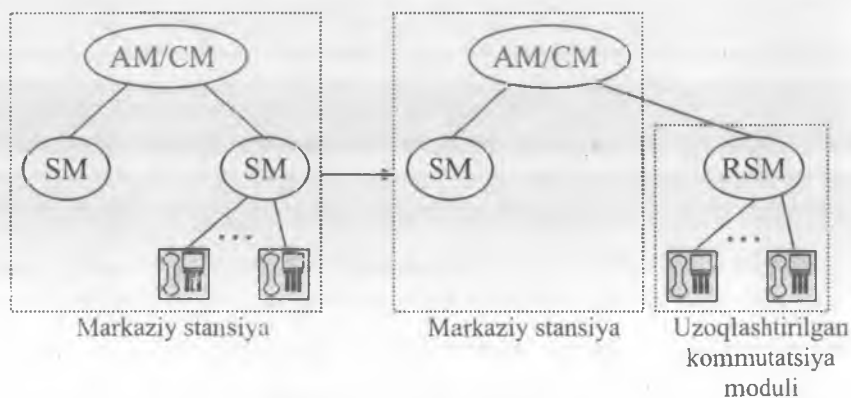 AM/CM
AM/CM
SM
SM
SM
RSM
Markaziy stansiya
Markaziy stansiya
Uzoqlashtirilgan
kommutatsiya
moduli